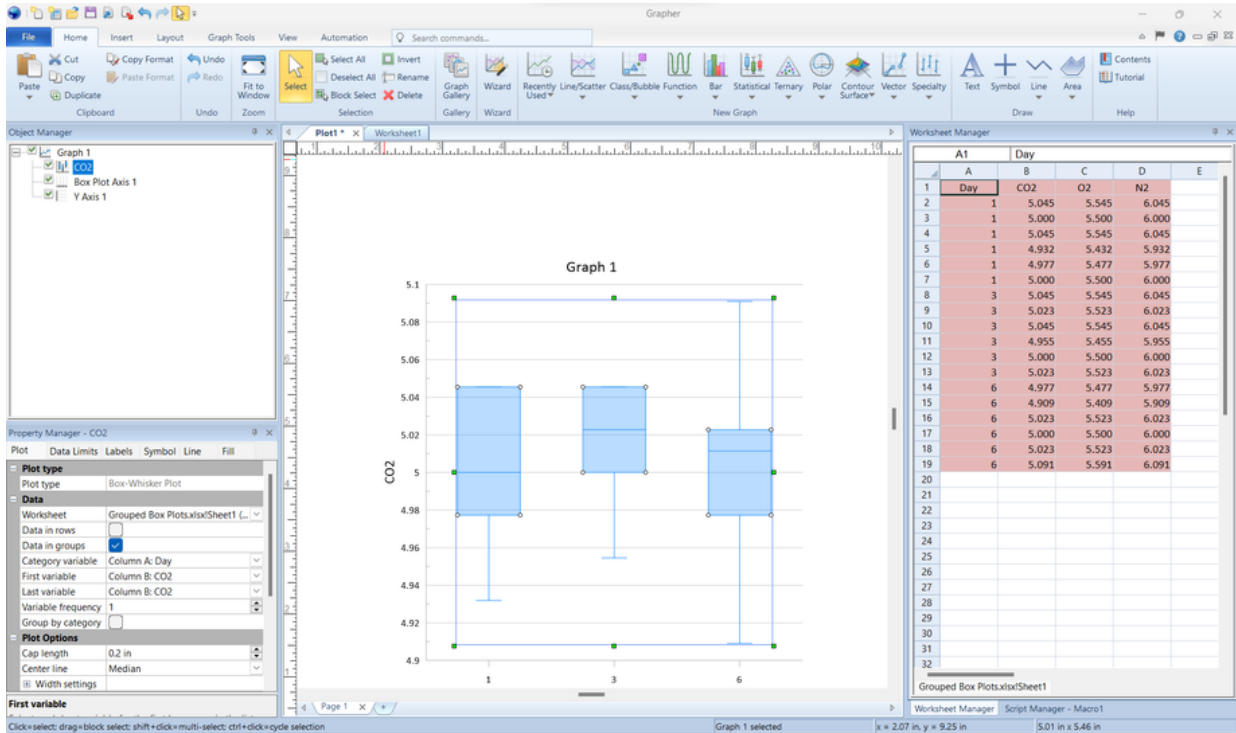 Grapher
File Home Insert Layout Graph Tools View Automation Search commands...
Paste
Cut
Copy
Duplicate
Copy Format
Paste Format
Clipboard
Undo
Redo
Undo
Fit to Window
Zoom
Select
Select All
Deselect All
Block Select
Invert
Rename
Delete
Selection
Graph Gallery
Gallery
Wizard
Wizard
Recently Used
Line/Scatter
Class/Bubble
Function
Bar
Statistical
Ternary
Polar
Contour Surface
Vector
Specialty
New Graph
Text
Symbol
Line
Area
Draw
Contents
Tutorial
Help
Object Manager
Graph 1
CO2
Box Plot Axis 1
Y Axis 1
Property Manager - CO2
Plot Data Limits Labels Symbol Line Fill
Plot type
Plot type Box-Whisker Plot
Data
Worksheet Grouped Box Plots.xlsx!Sheet1 {...
Data in rows
Data in groups
Category variable Column A: Day
First variable Column B: CO2
Last variable Column B: CO2
Variable frequency 1
Group by category
Plot Options
Cap length 0.2 in
Center line Median
Width settings
First variable
Plot1 * Worksheet1
1 2 3 4 5 6 7 8 9 10
9
8
7
6
5
4
3
2
1
Graph 1
CO2
5.1
5.08
5.06
5.04
5.02
5
4.98
4.96
4.94
4.92
4.9
1 3 6
Page 1
Worksheet Manager
A1 Day
A B C D E
1 Day CO2 O2 N2
2 1 5.045 5.545 6.045
3 1 5.000 5.500 6.000
4 1 5.045 5.545 6.045
5 1 4.932 5.432 5.932
6 1 4.977 5.477 5.977
7 1 5.000 5.500 6.000
8 3 5.045 5.545 6.045
9 3 5.023 5.523 6.023
10 3 5.045 5.545 6.045
11 3 4.955 5.455 5.955
12 3 5.000 5.500 6.000
13 3 5.023 5.523 6.023
14 6 4.977 5.477 5.977
15 6 4.909 5.409 5.909
16 6 5.023 5.523 6.023
17 6 5.000 5.500 6.000
18 6 5.023 5.523 6.023
19 6 5.091 5.591 6.091
20
21
22
23
24
25
26
27
28
29
30
31
32
Grouped Box Plots.xlsx!Sheet1
Worksheet Manager Script Manager - Macro1
Click=select; drag=block select; shift+click=multi-select; ctrl+click=cycle selection
Graph 1 selected
x = 2.07 in, y = 9.25 in
5.01 in x 5.46 in